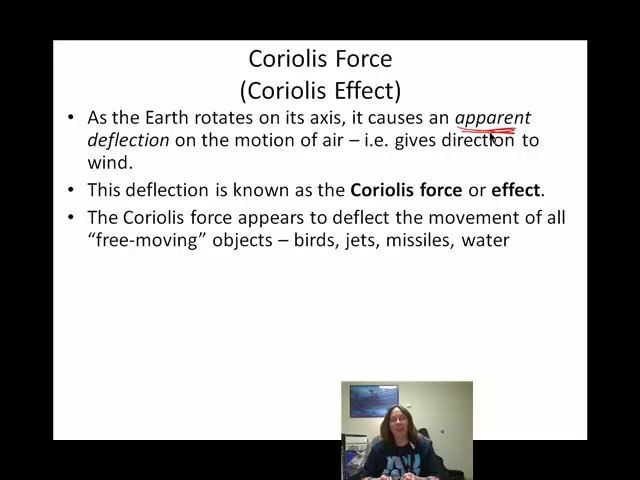 Coriolis Force
(Coriolis Effect)
• As the Earth rotates on its axis, it causes an apparent
deflection on the motion of air – i.e. gives direction to
wind.
• This deflection is known as the Coriolis force or effect.
• The Coriolis force appears to deflect the movement of all
“free-moving” objects – birds, jets, missiles, water